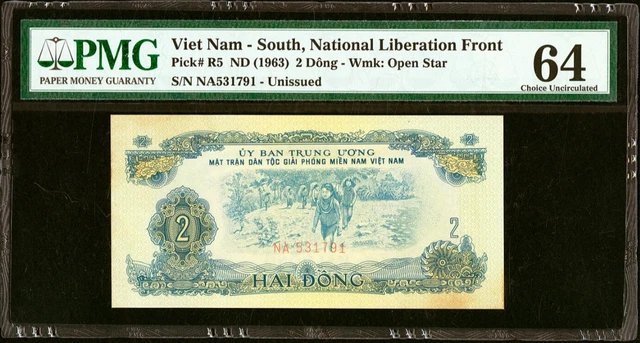 PMG
PAPER MONEY GUARANTY
Viet Nam - South, National Liberation Front
Pick# R5 ND (1963) 2 Dông - Wmk: Open Star
S/N NA531791 - Unissued
64
Choice Uncirculated
2
2
ỦY BAN TRUNG ƯƠNG
MẶT TRẬN DÂN TỘC GIẢI PHÓNG MIỀN NAM VIỆT NAM
2
2
NA 531791
HAI ĐỒNG